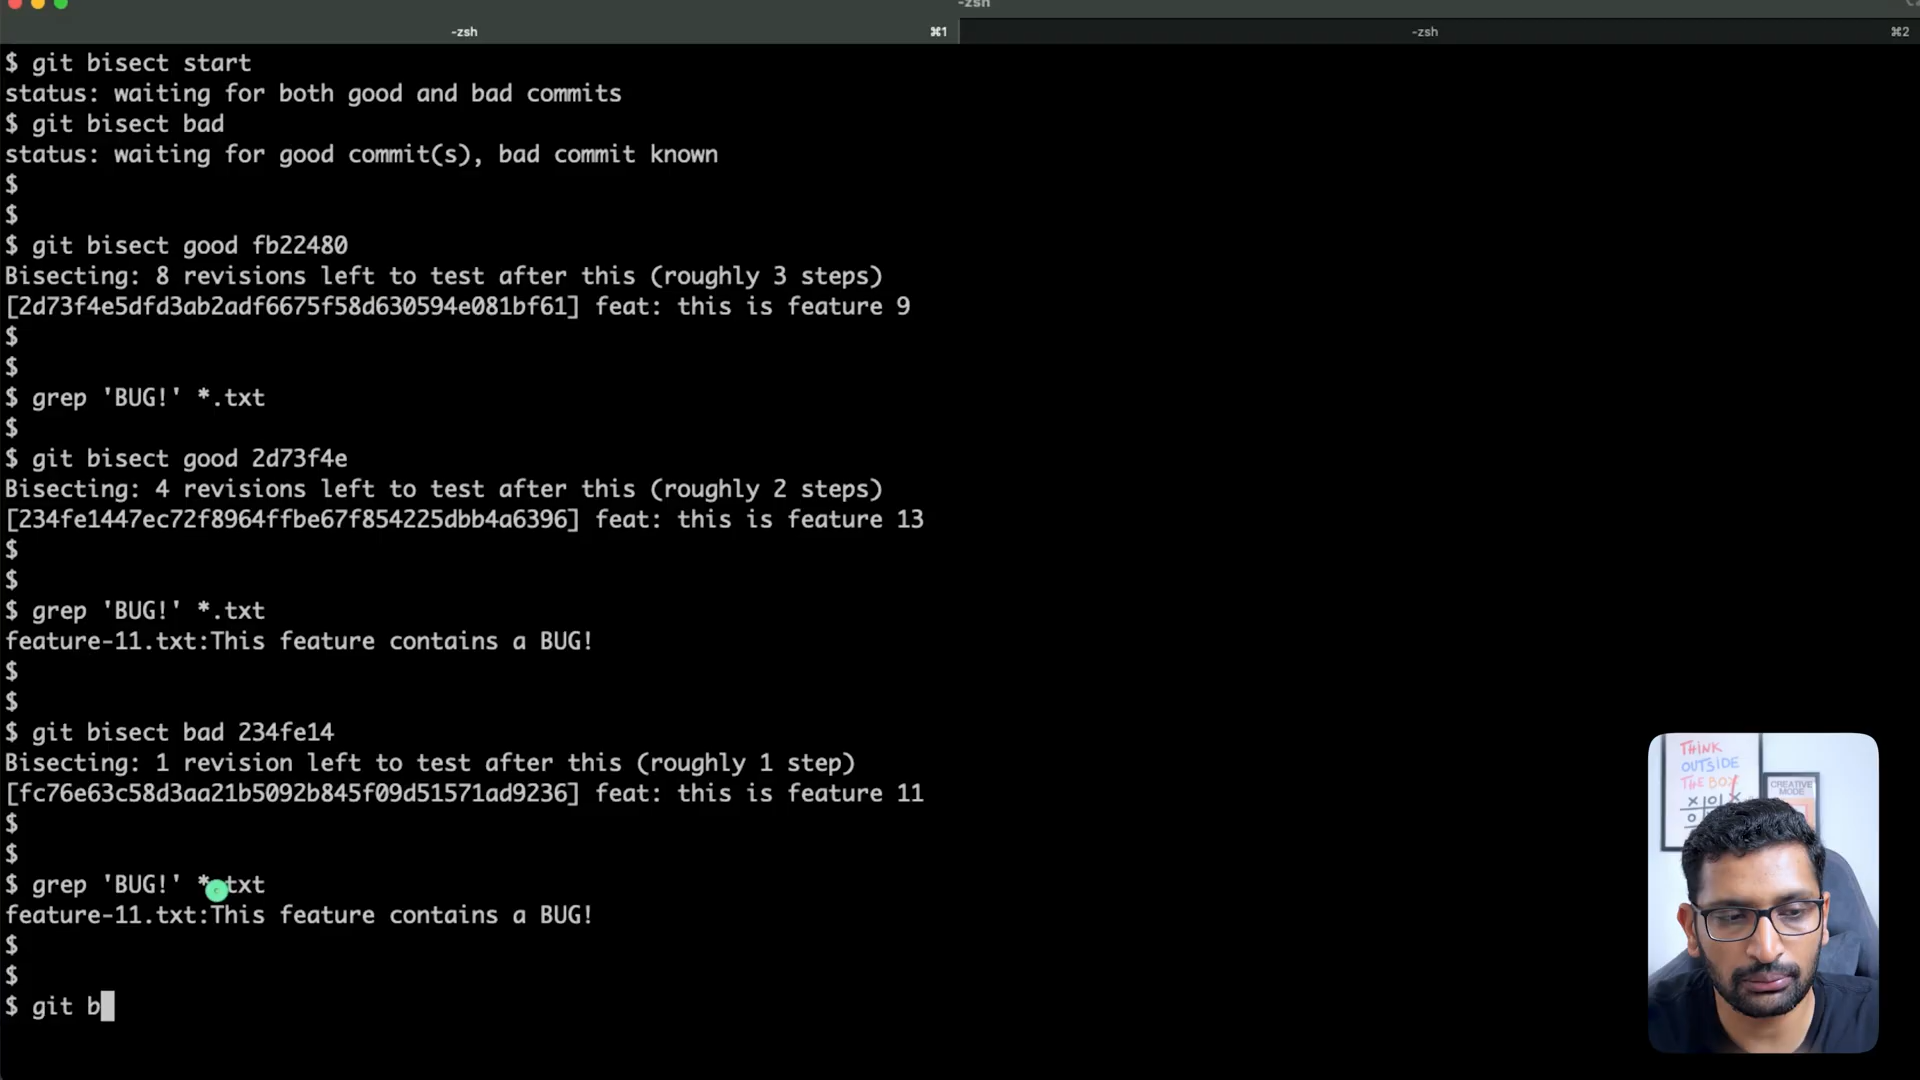 -zsh
-zsh ⌘1
-zsh ⌘2
$ git bisect start
status: waiting for both good and bad commits
$ git bisect bad
status: waiting for good commit(s), bad commit known
$
$
$ git bisect good fb22480
Bisecting: 8 revisions left to test after this (roughly 3 steps)
[2d73f4e5dfd3ab2adf6675f58d630594e081bf61] feat: this is feature 9
$
$
$ grep 'BUG!' *.txt
$
$ git bisect good 2d73f4e
Bisecting: 4 revisions left to test after this (roughly 2 steps)
[234fe1447ec72f8964ffbe67f854225dbb4a6396] feat: this is feature 13
$
$
$ grep 'BUG!' *.txt
feature-11.txt:This feature contains a BUG!
$
$
$ git bisect bad 234fe14
Bisecting: 1 revision left to test after this (roughly 1 step)
[fc76e63c58d3aa21b5092b845f09d51571ad9236] feat: this is feature 11
$
$
$ grep 'BUG!' *.txt
feature-11.txt:This feature contains a BUG!
$
$
$ git b
THINK
OUTSIDE
THE BOX
X O X
O
CREATIVE
MODE